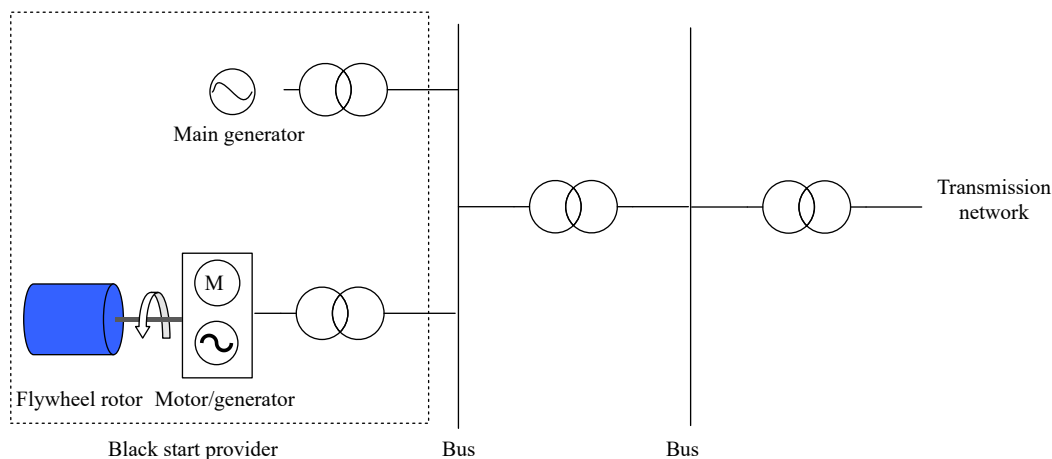 Main generator
Transmission
network
M
Flywheel rotor
Motor/generator
Black start provider
Bus
Bus